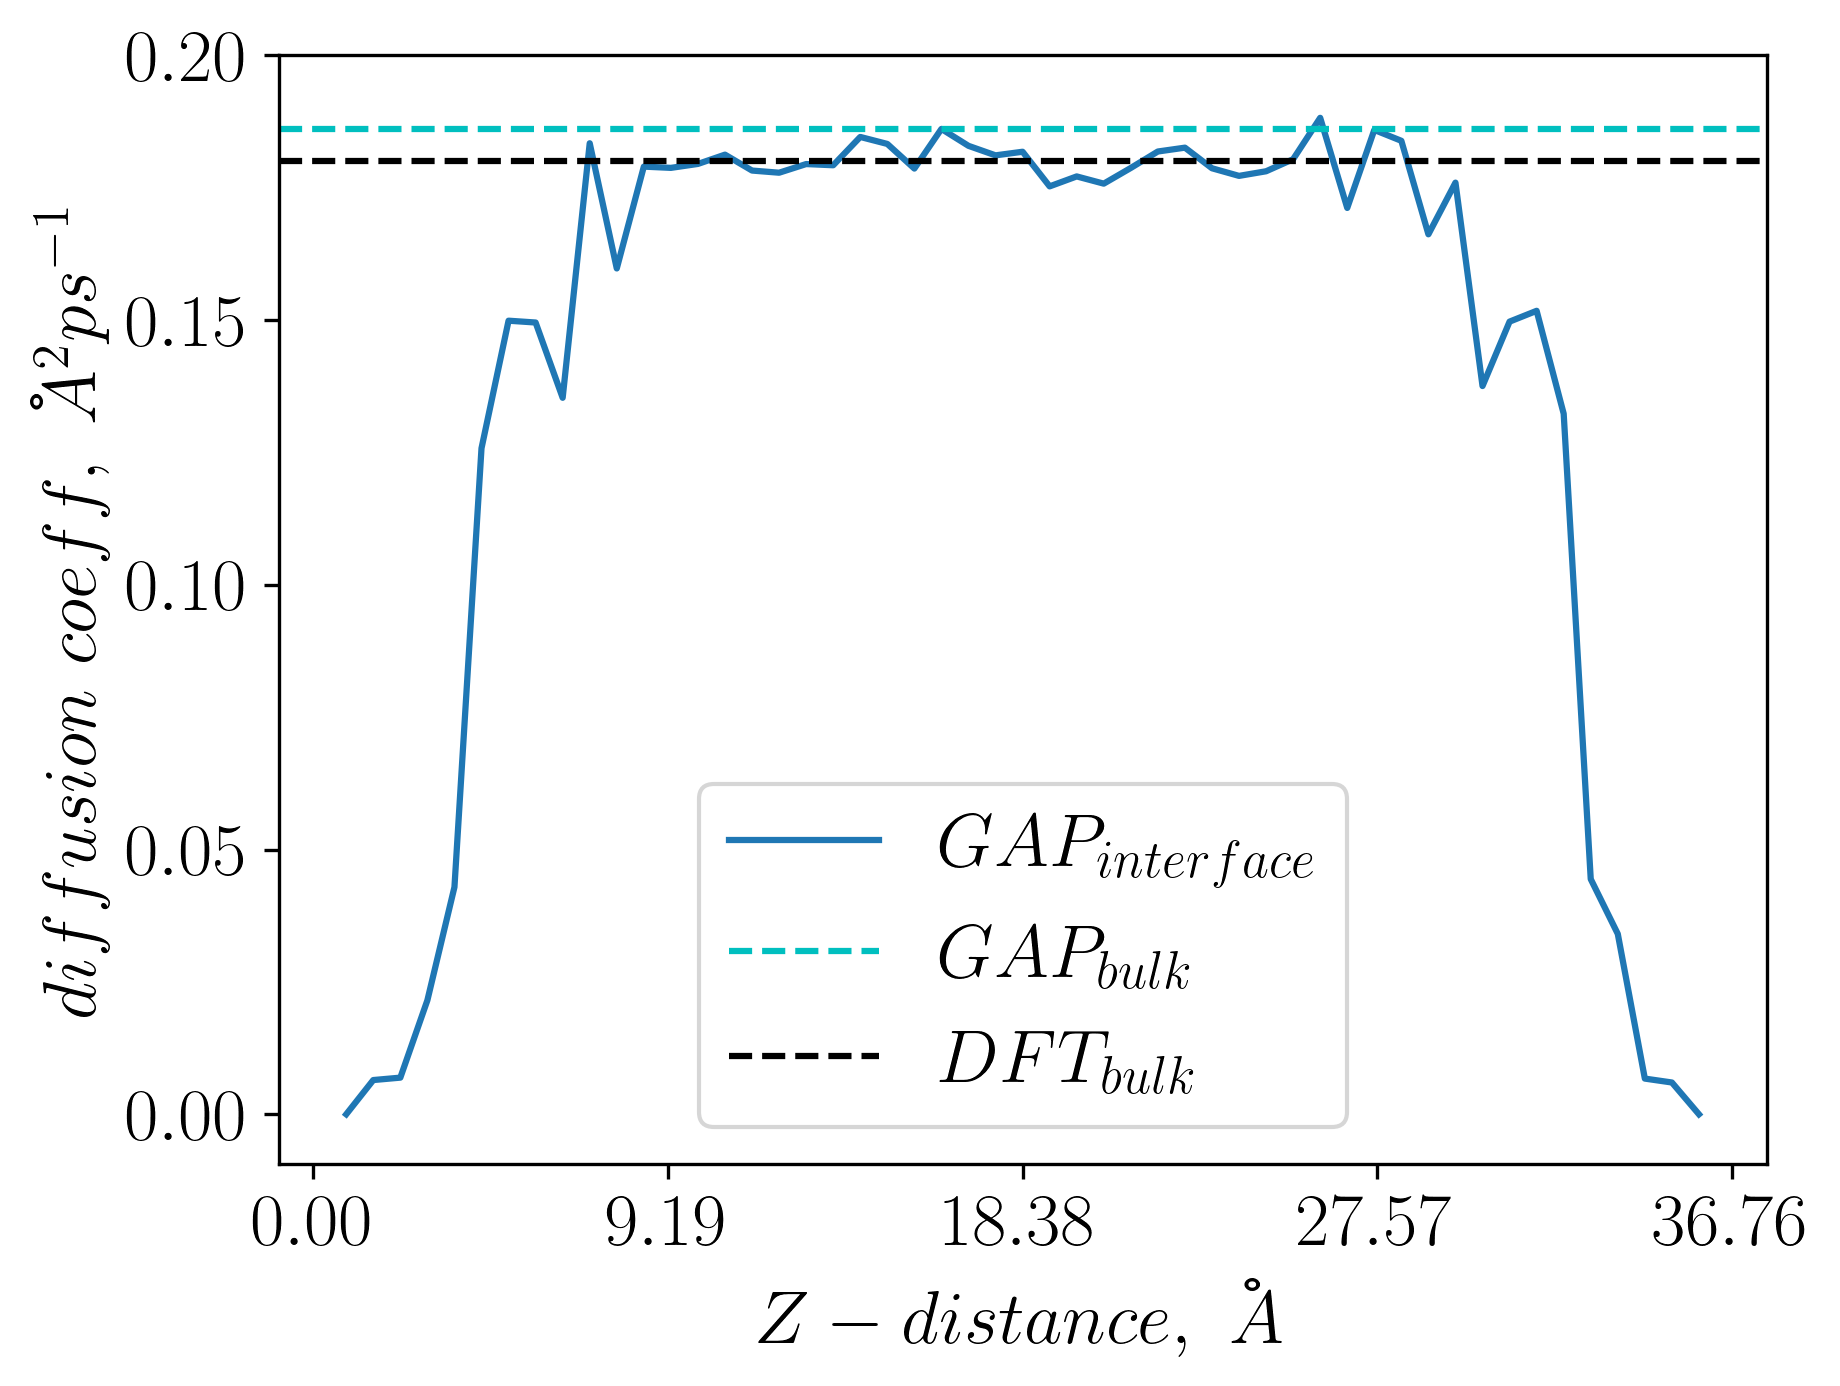 0.20
0.15
0.10
0.05
0.00
diffusion coeff, Å²ps⁻¹
GAP_interface
GAP_bulk
DFT_bulk
0.00 9.19 18.38 27.57 36.76
Z − distance, Å